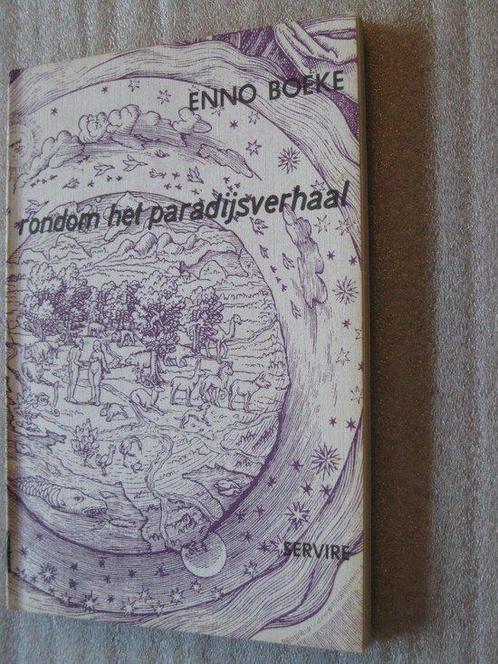 ENNO BOEKE
rondom het paradijsverhaal
SERVIRE